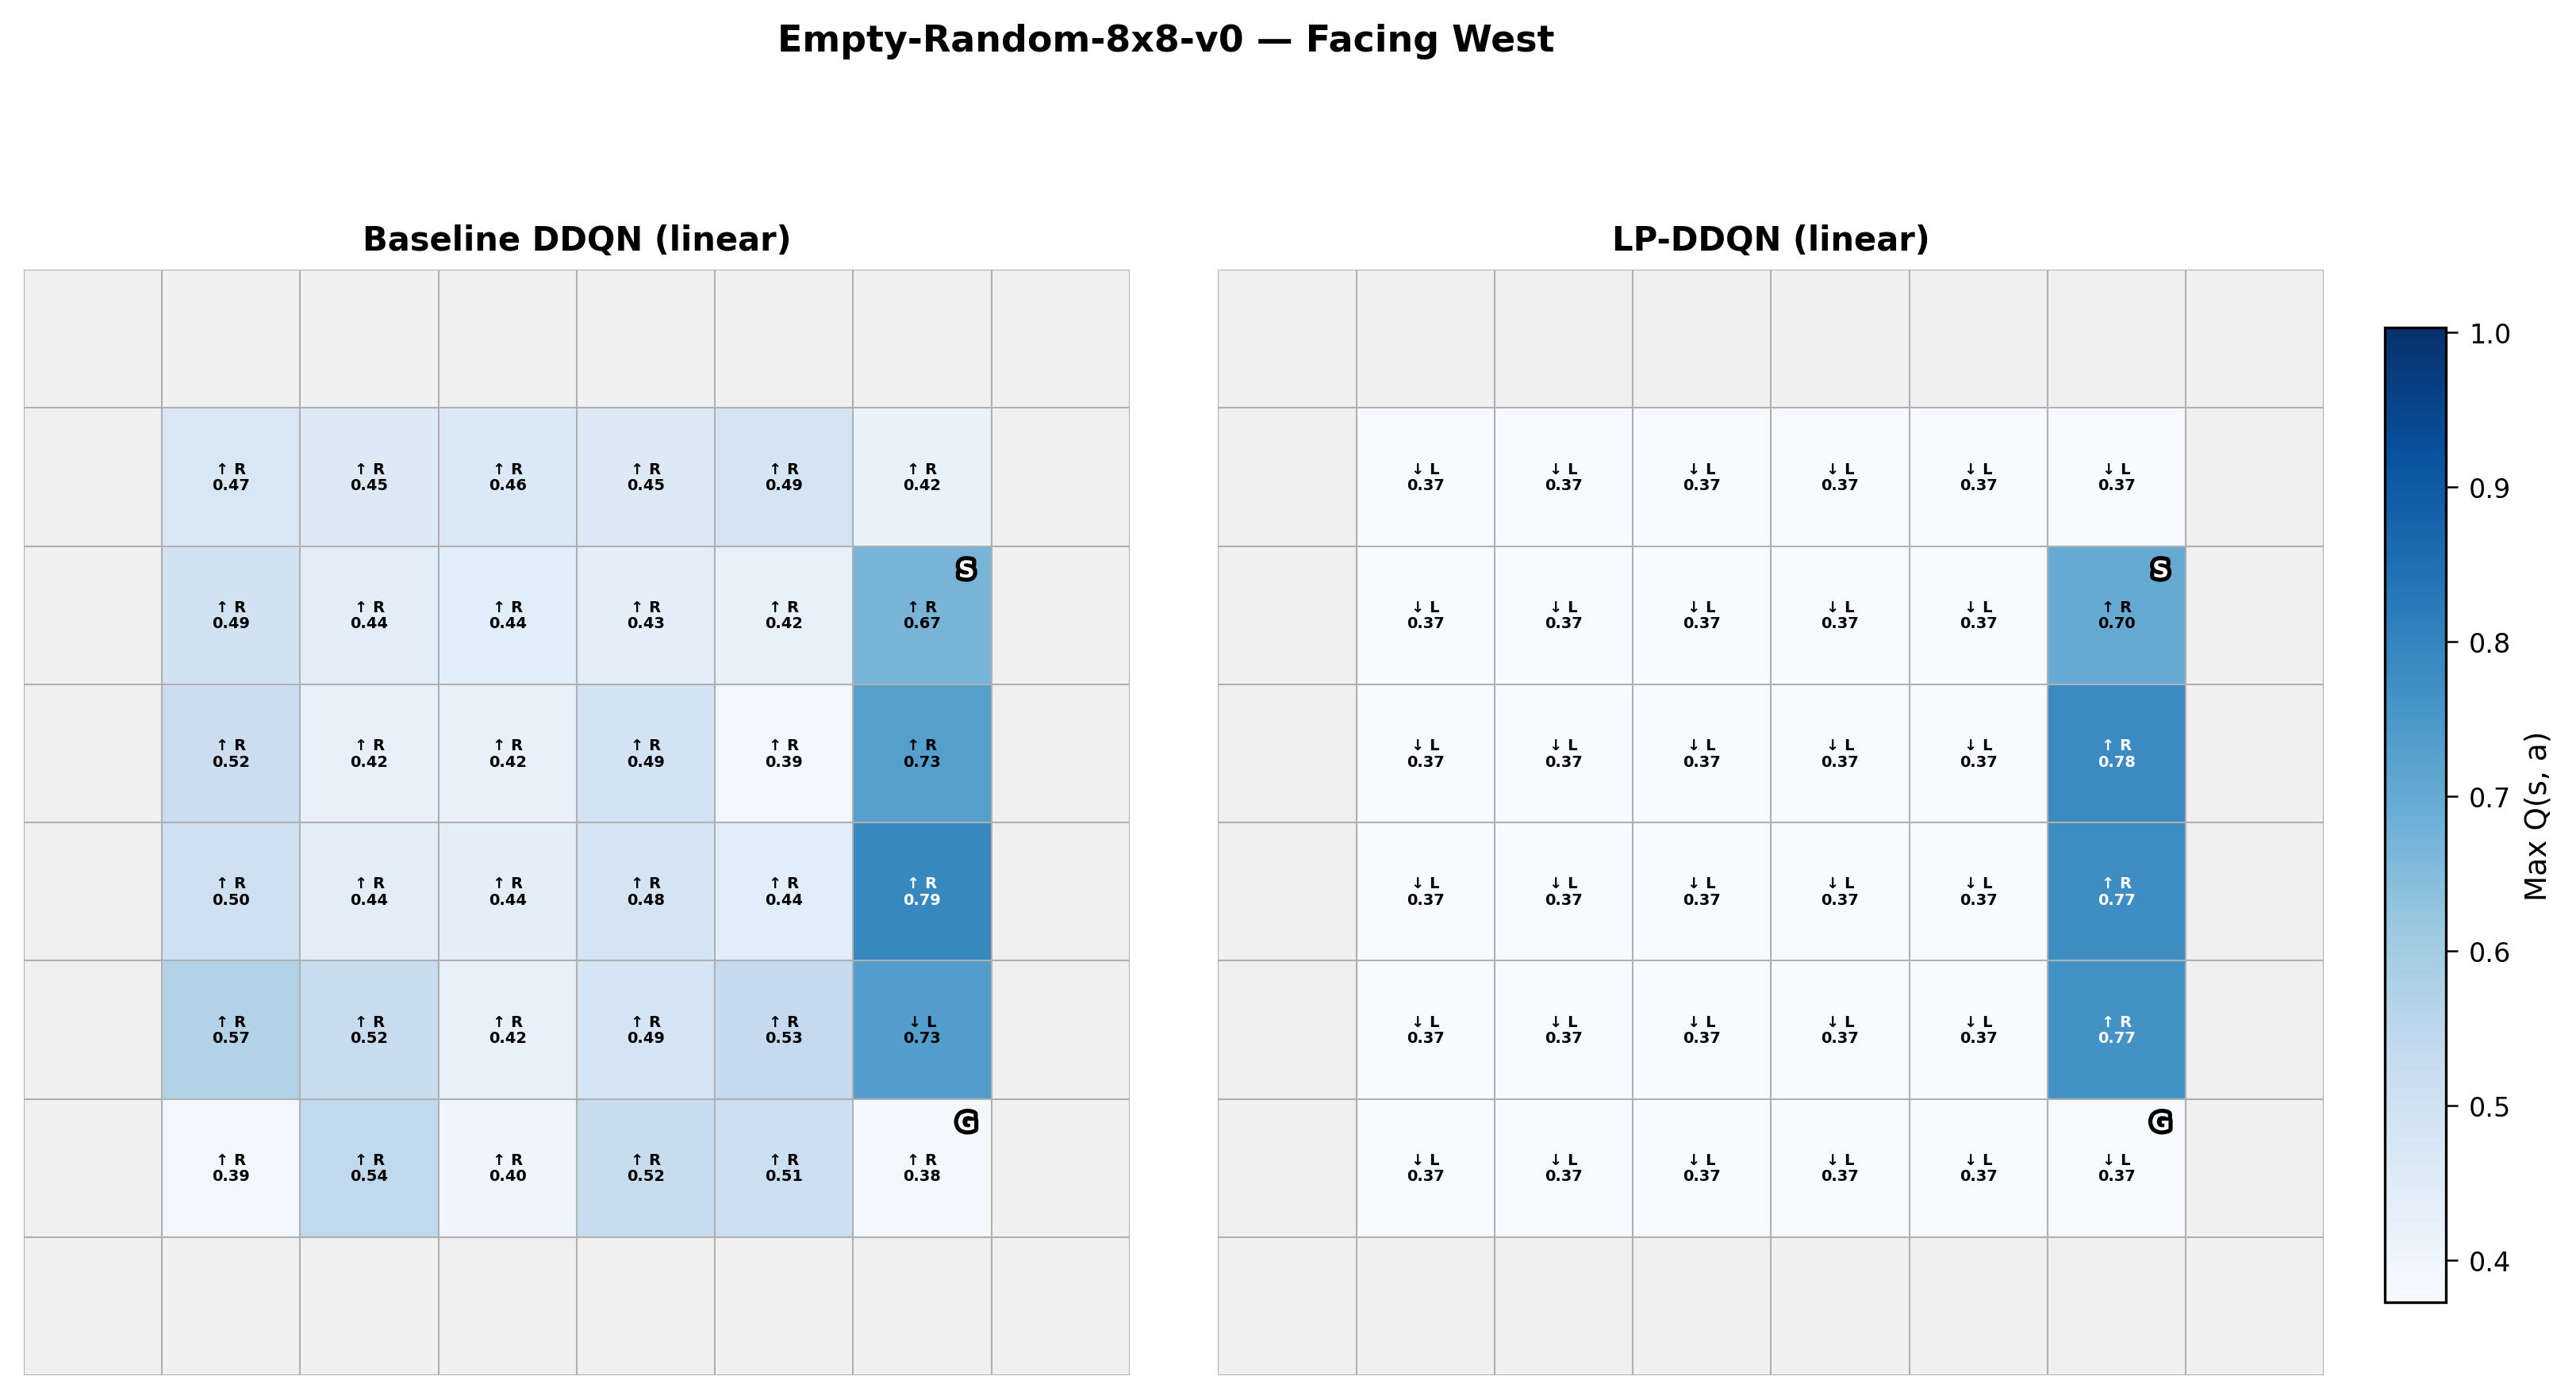 Empty-Random-8x8-v0 — Facing West
Baseline DDQN (linear)
↑ R ↑ R ↑ R ↑ R ↑ R ↑ R
0.47 0.45 0.46 0.45 0.49 0.42
S
↑ R ↑ R ↑ R ↑ R ↑ R ↑ R
0.49 0.44 0.44 0.43 0.42 0.67
↑ R ↑ R ↑ R ↑ R ↑ R ↑ R
0.52 0.42 0.42 0.49 0.39 0.73
↑ R ↑ R ↑ R ↑ R ↑ R ↑ R
0.50 0.44 0.44 0.48 0.44 0.79
↑ R ↑ R ↑ R ↑ R ↑ R ↓ L
0.57 0.52 0.42 0.49 0.53 0.73
G
↑ R ↑ R ↑ R ↑ R ↑ R ↑ R
0.39 0.54 0.40 0.52 0.51 0.38
LP-DDQN (linear)
↓ L ↓ L ↓ L ↓ L ↓ L ↓ L
0.37 0.37 0.37 0.37 0.37 0.37
S
↓ L ↓ L ↓ L ↓ L ↓ L ↑ R
0.37 0.37 0.37 0.37 0.37 0.70
↓ L ↓ L ↓ L ↓ L ↓ L ↑ R
0.37 0.37 0.37 0.37 0.37 0.78
↓ L ↓ L ↓ L ↓ L ↓ L ↑ R
0.37 0.37 0.37 0.37 0.37 0.77
↓ L ↓ L ↓ L ↓ L ↓ L ↑ R
0.37 0.37 0.37 0.37 0.37 0.77
G
↓ L ↓ L ↓ L ↓ L ↓ L ↓ L
0.37 0.37 0.37 0.37 0.37 0.37
1.0
0.9
0.8
0.7
0.6
0.5
0.4
Max Q(s, a)